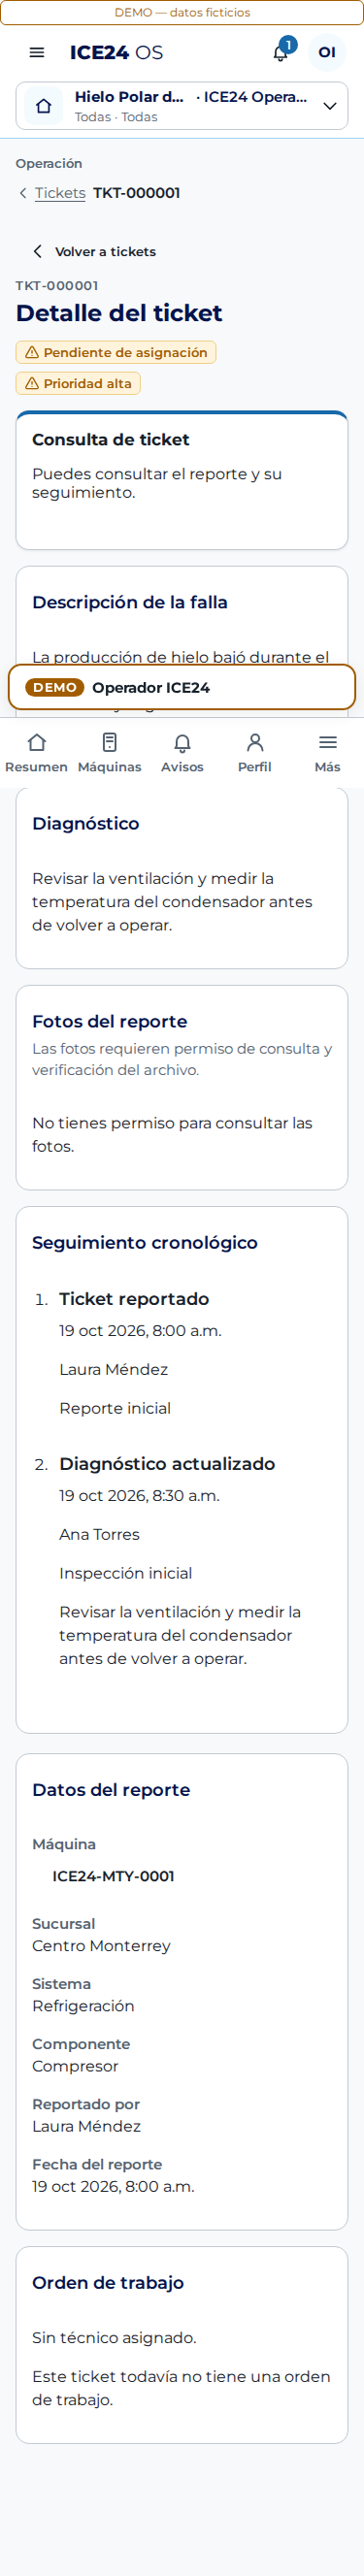 DEMO — datos ficticios
ICE24 OS
1
OI
Hielo Polar d... · ICE24 Opera...
Todas · Todas
Operación
Tickets TKT-000001
Volver a tickets
TKT-000001
Detalle del ticket
Pendiente de asignación
Prioridad alta
Consulta de ticket
Puedes consultar el reporte y su
seguimiento.
Descripción de la falla
La producción de hielo bajó durante el
DEMO Operador ICE24
Resumen
Máquinas
Avisos
Perfil
Más
Diagnóstico
Revisar la ventilación y medir la
temperatura del condensador antes
de volver a operar.
Fotos del reporte
Las fotos requieren permiso de consulta y
verificación del archivo.
No tienes permiso para consultar las
fotos.
Seguimiento cronológico
1. Ticket reportado
19 oct 2026, 8:00 a.m.
Laura Méndez
Reporte inicial
2. Diagnóstico actualizado
19 oct 2026, 8:30 a.m.
Ana Torres
Inspección inicial
Revisar la ventilación y medir la
temperatura del condensador
antes de volver a operar.
Datos del reporte
Máquina
ICE24-MTY-0001
Sucursal
Centro Monterrey
Sistema
Refrigeración
Componente
Compresor
Reportado por
Laura Méndez
Fecha del reporte
19 oct 2026, 8:00 a.m.
Orden de trabajo
Sin técnico asignado.
Este ticket todavía no tiene una orden
de trabajo.